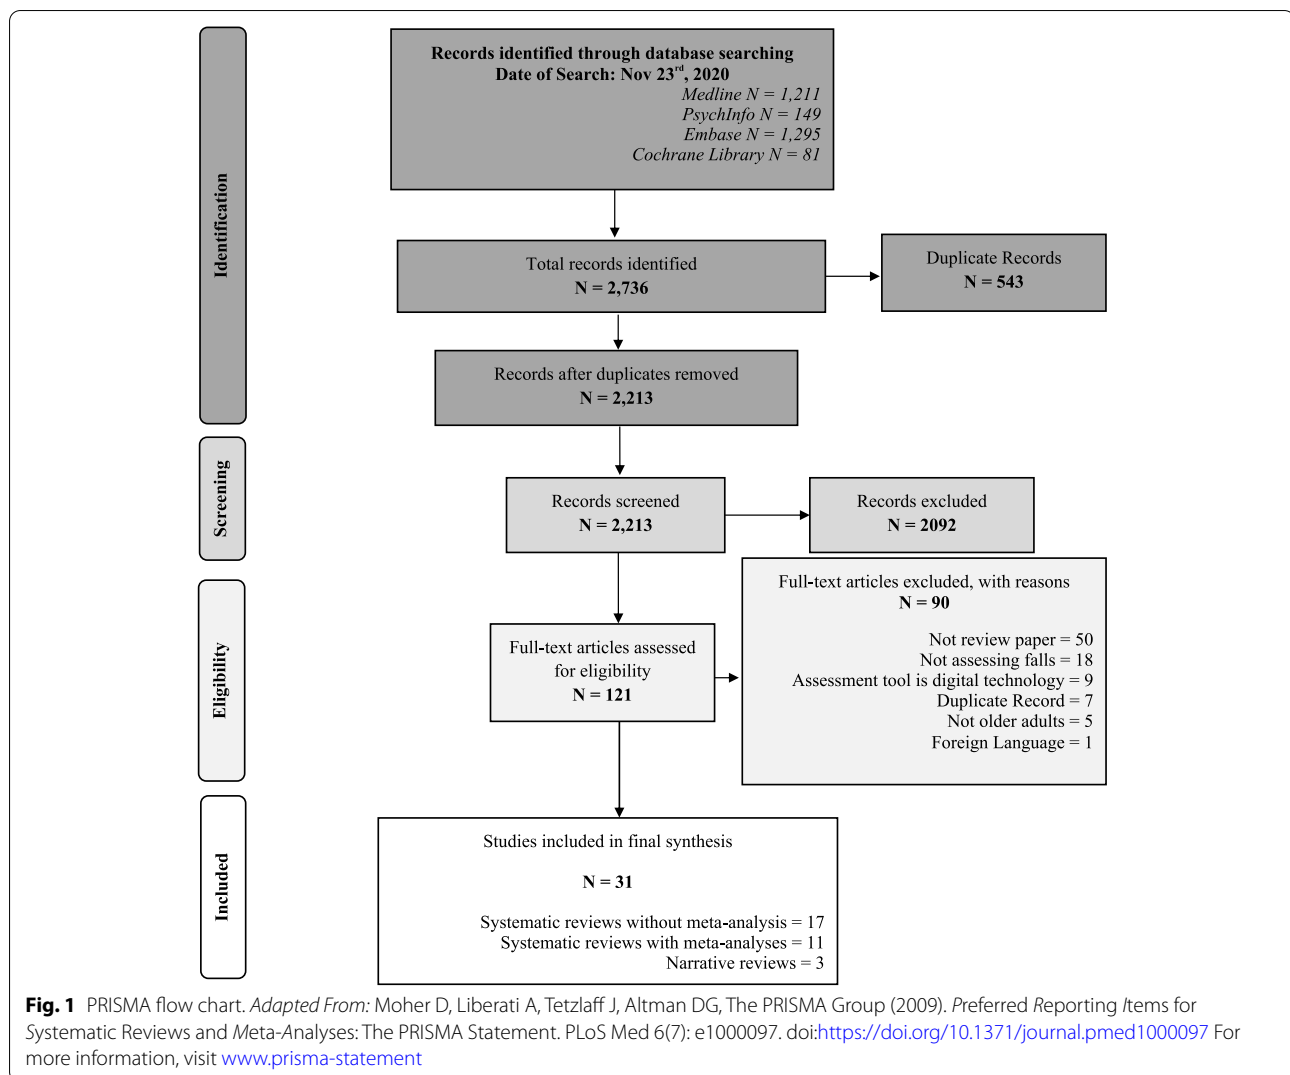 Identification
Records identified through database searching
Date of Search: Nov 23rd, 2020
Medline N = 1,211
PsychInfo N = 149
Embase N = 1,295
Cochrane Library N = 81
Total records identified
N = 2,736
Duplicate Records
N = 543
Records after duplicates removed
N = 2,213
Screening
Records screened
N = 2,213
Records excluded
N = 2092
Eligibility
Full-text articles assessed
for eligibility
N = 121
Full-text articles excluded, with reasons
N = 90
Not review paper = 50
Not assessing falls = 18
Assessment tool is digital technology = 9
Duplicate Record = 7
Not older adults = 5
Foreign Language = 1
Included
Studies included in final synthesis
N = 31
Systematic reviews without meta-analysis = 17
Systematic reviews with meta-analyses = 11
Narrative reviews = 3
Fig. 1 PRISMA flow chart. Adapted From: Moher D, Liberati A, Tetzlaff J, Altman DG, The PRISMA Group (2009). Preferred Reporting Items for
Systematic Reviews and Meta-Analyses: The PRISMA Statement. PLoS Med 6(7): e1000097. doi:https://doi.org/10.1371/journal.pmed1000097 For
more information, visit www.prisma-statement